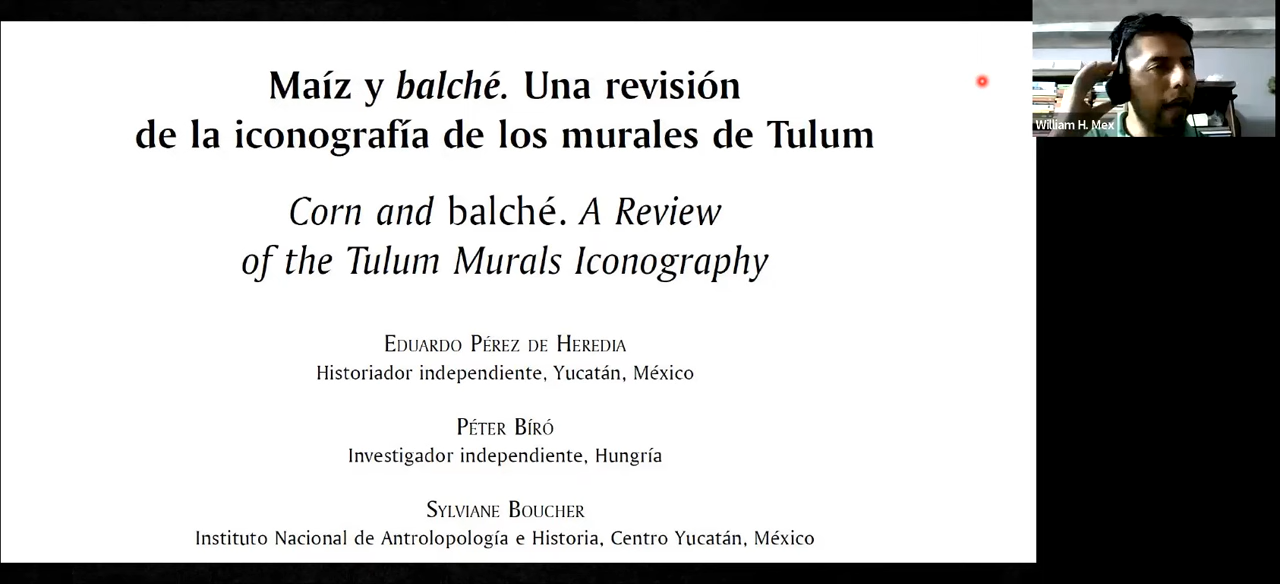 Maíz y balché. Una revisión
de la iconografía de los murales de Tulum
Corn and balché. A Review
of the Tulum Murals Iconography
Eduardo Pérez de Heredia
Historiador independiente, Yucatán, México
Péter Bíró
Investigador independiente, Hungría
Sylviane Boucher
Instituto Nacional de Antrolopología e Historia, Centro Yucatán, México
William H. Mex